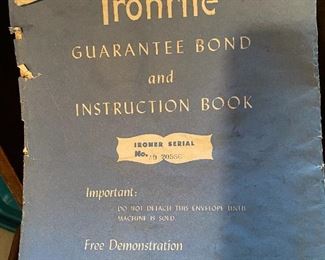 Ironrite
GUARANTEE BOND
and
INSTRUCTION BOOK
IRONER SERIAL
No.
Important:
DO NOT DETACH THIS ENVELOPE UNTIL
MACHINE IS SOLD.
Free Demonstration